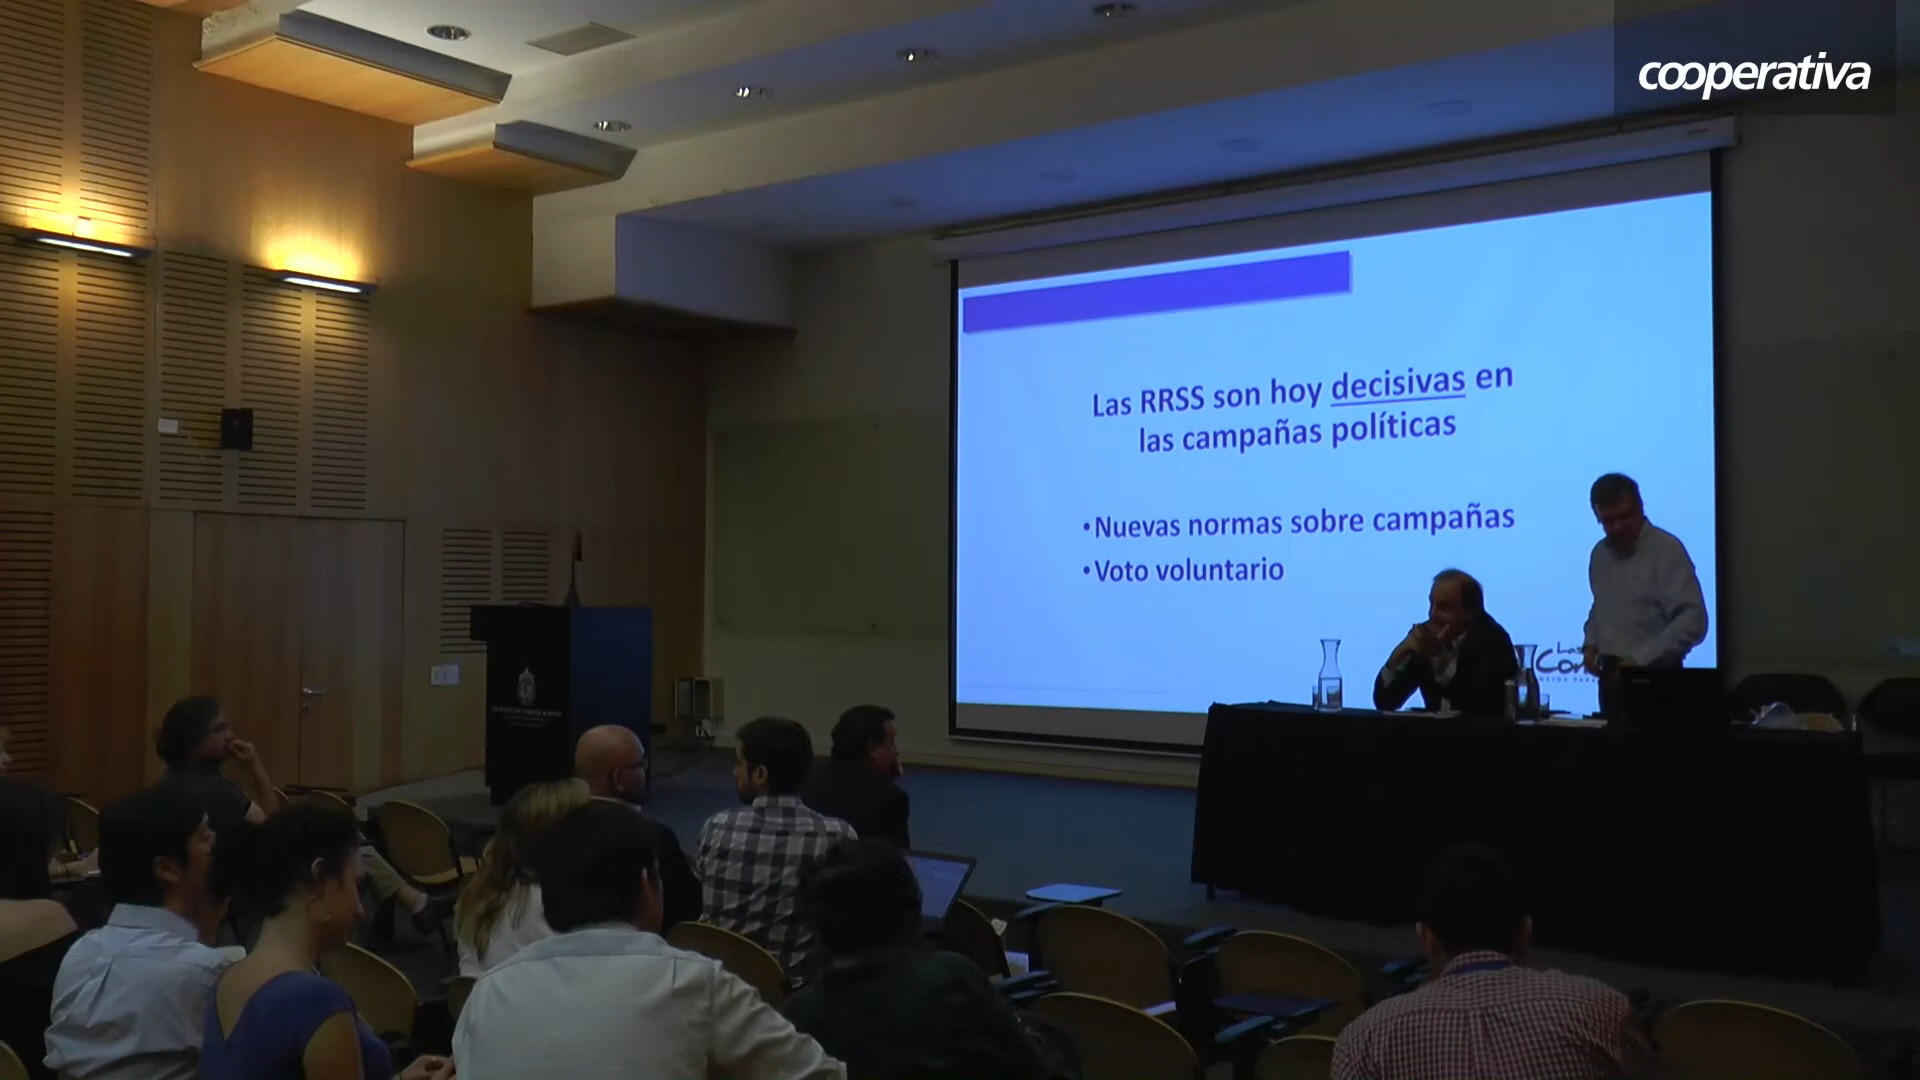 cooperativa
Las RRSS son hoy decisivas en
las campañas políticas
• Nuevas normas sobre campañas
• Voto voluntario